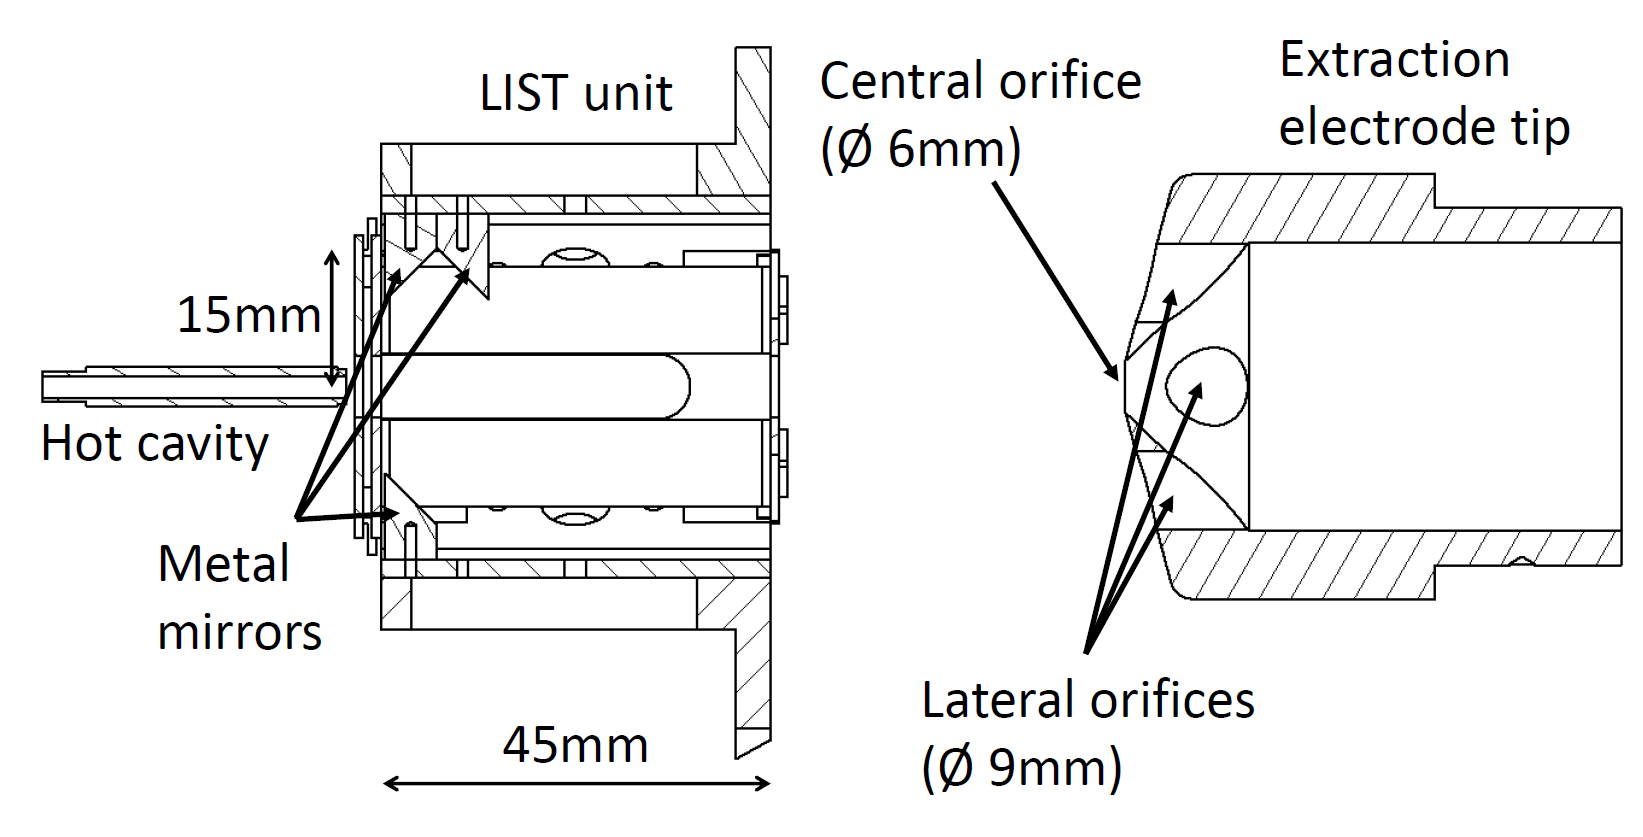 LIST unit
Central orifice
(Ø 6mm)
Extraction
electrode tip
15mm
Hot cavity
Metal
mirrors
45mm
Lateral orifices
(Ø 9mm)